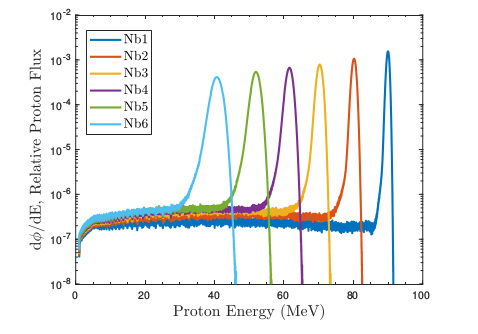 10^-2
10^-3
10^-4
10^-5
10^-6
10^-7
10^-8
dϕ/dE, Relative Proton Flux
Nb1
Nb2
Nb3
Nb4
Nb5
Nb6
0 20 40 60 80 100
Proton Energy (MeV)